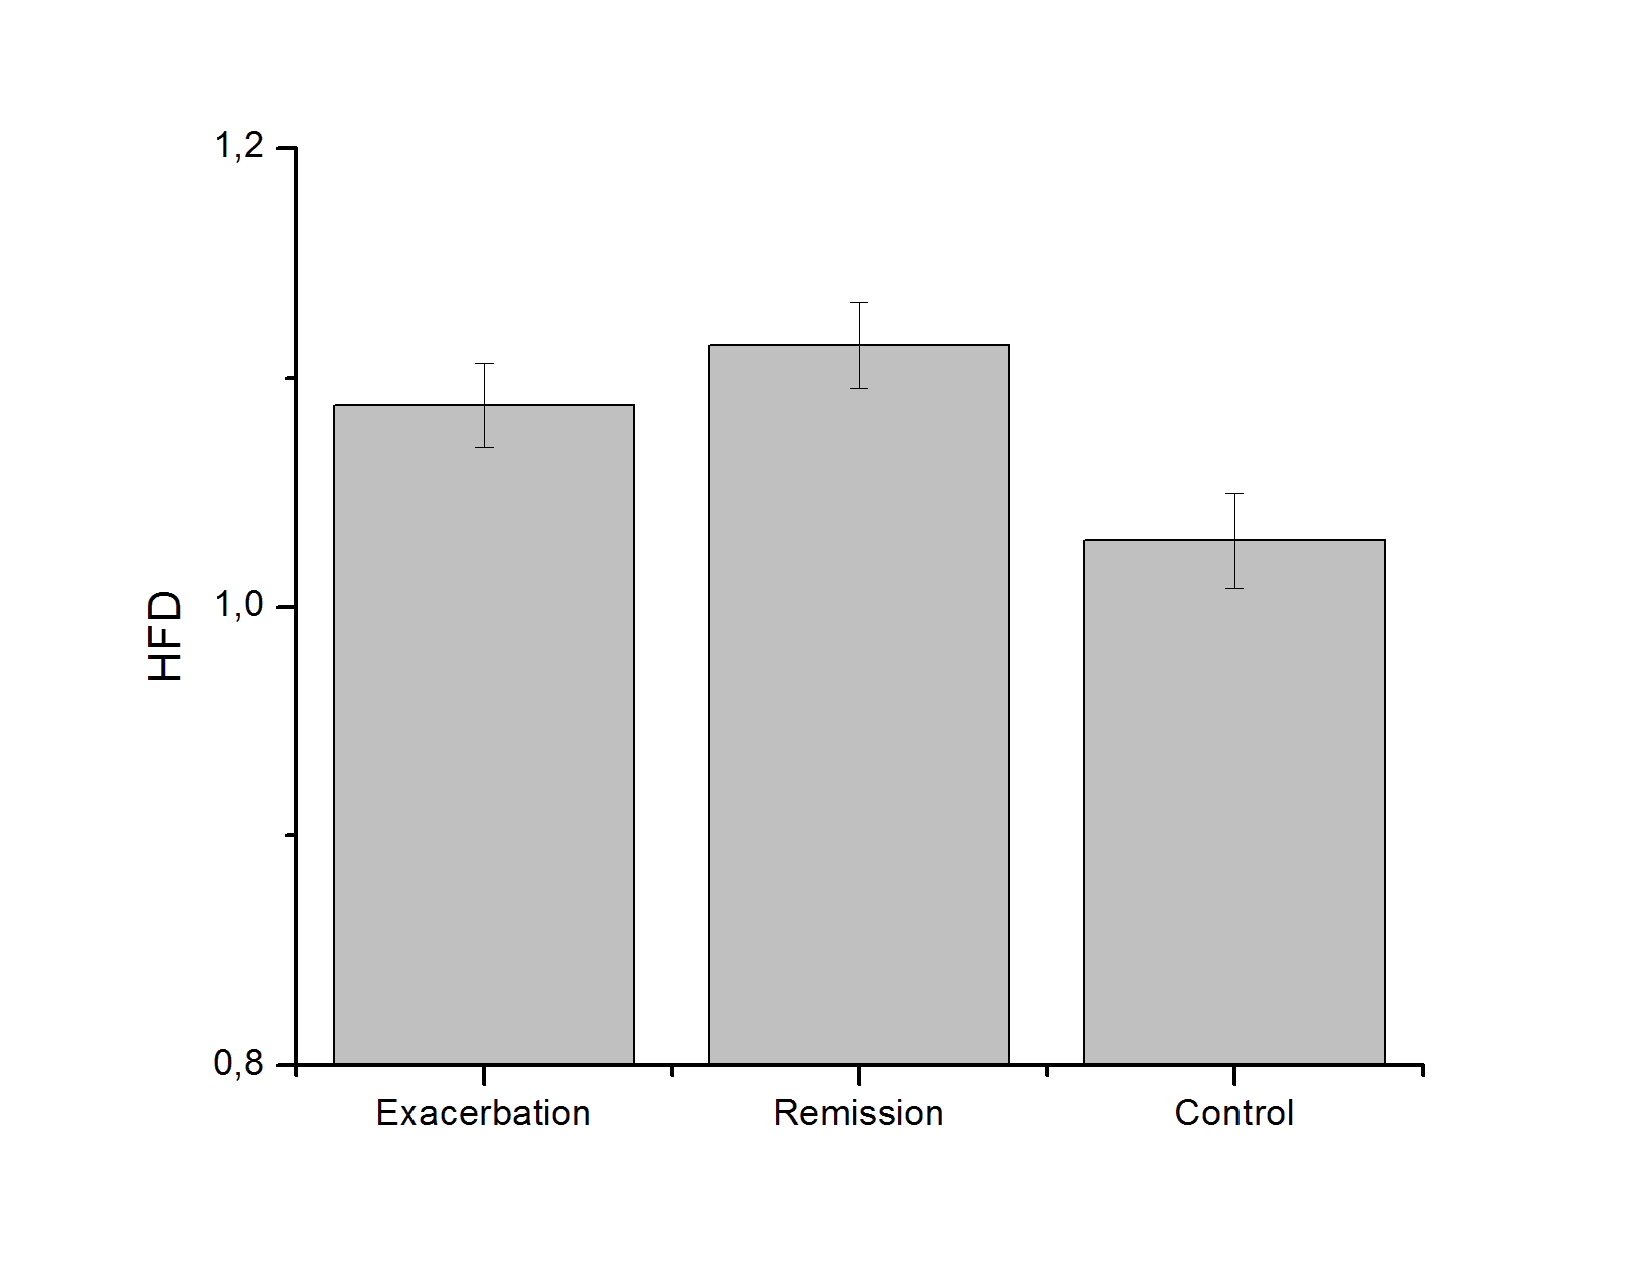 1,2
1,0
0,8
HFD
Exacerbation
Remission
Control